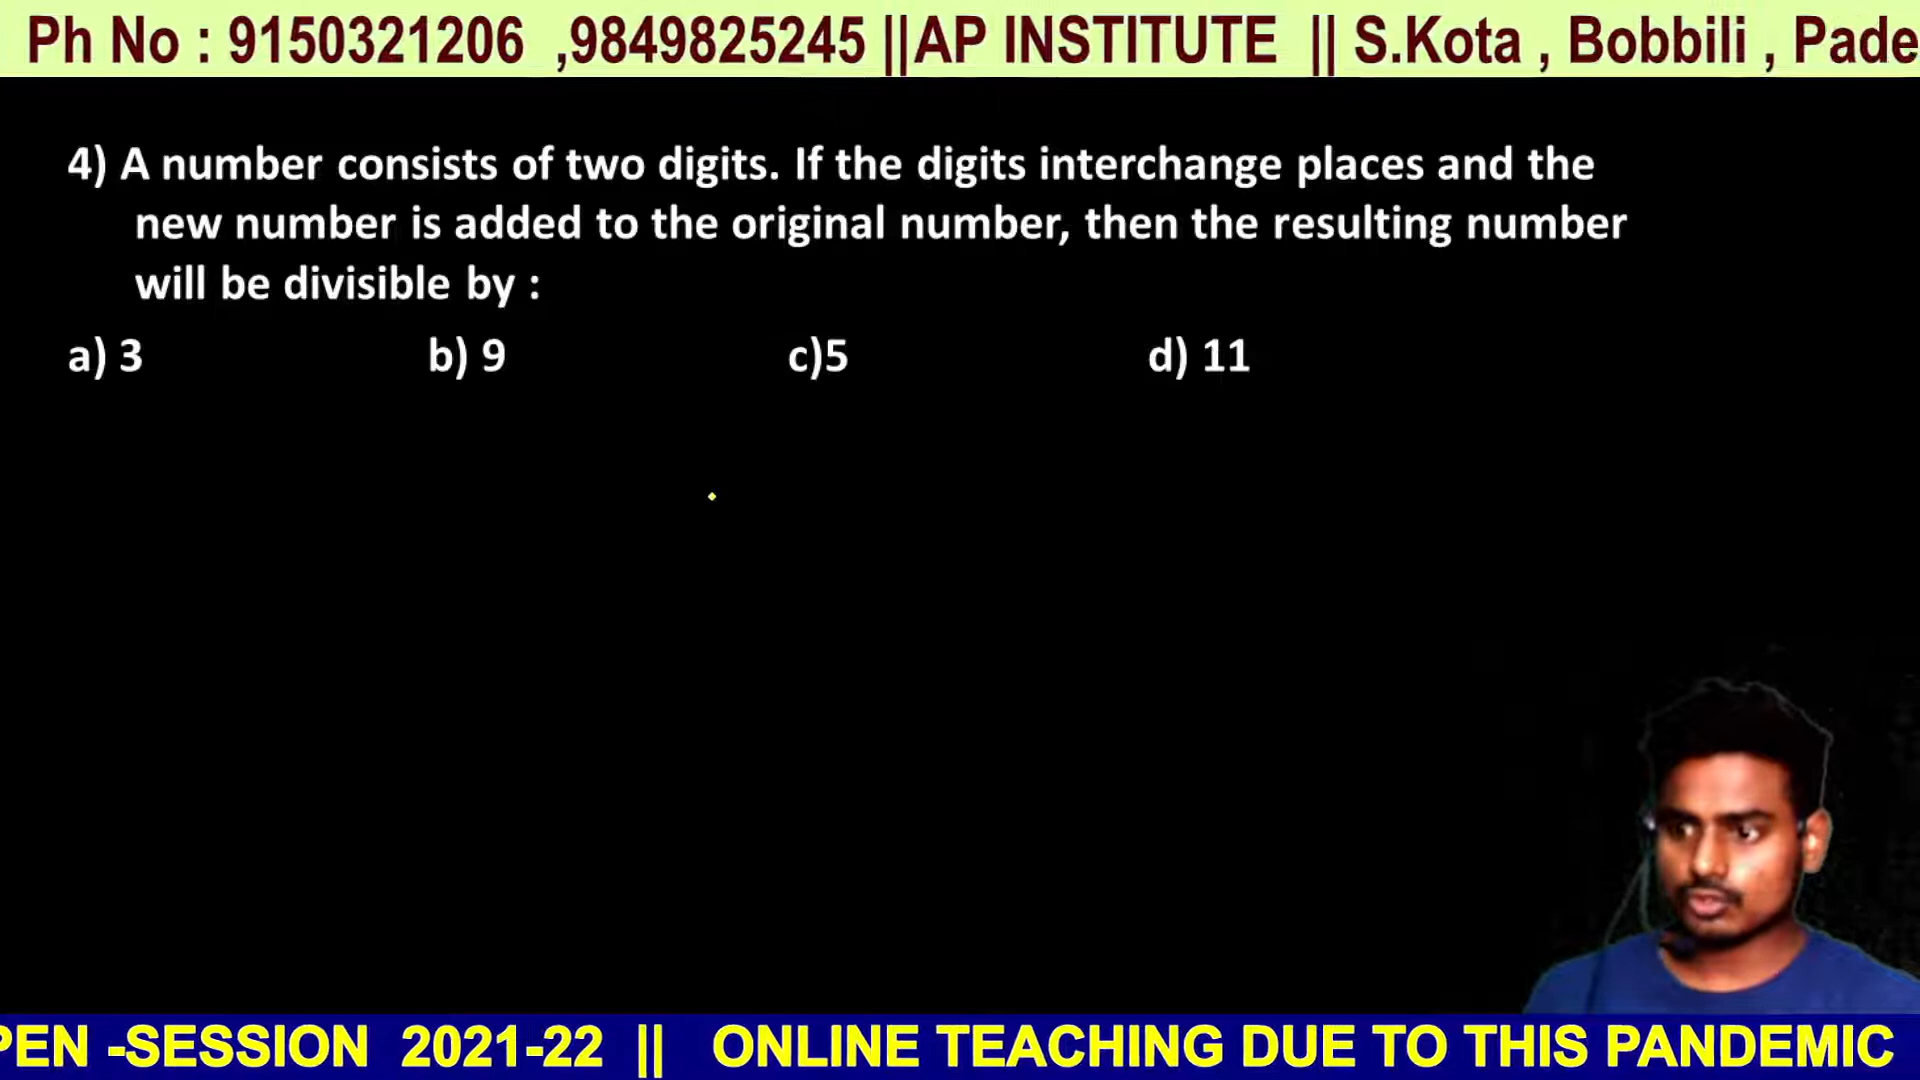 Ph No : 9150321206 ,9849825245 ||AP INSTITUTE || S.Kota , Bobbili , Pade
4) A number consists of two digits. If the digits interchange places and the
new number is added to the original number, then the resulting number
will be divisible by :
a) 3 b) 9 c)5 d) 11
PEN -SESSION 2021-22 || ONLINE TEACHING DUE TO THIS PANDEMIC